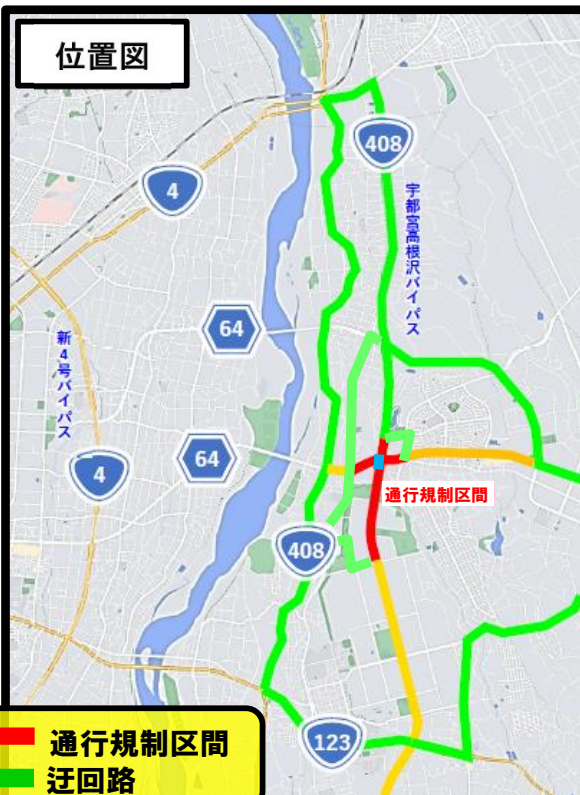 位置図
408
4
宇都宮高根沢バイパス
64
新4号バイパス
64
4
通行規制区間
408
123
通行規制区間
迂回路